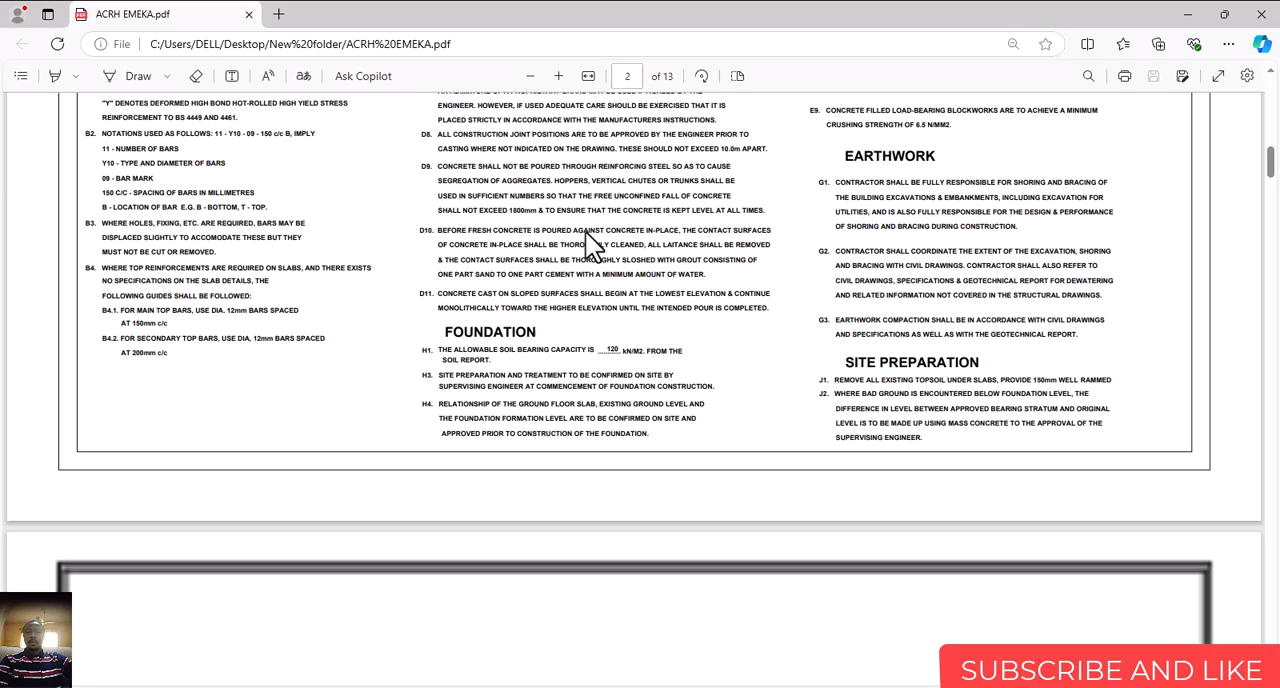 ACRH EMEKA.pdf
File
C:/Users/DELL/Desktop/New%20folder/ACRH%20EMEKA.pdf
Draw
Ask Copilot
2 of 13
"Y" DENOTES DEFORMED HIGH BOND HOT-ROLLED HIGH YIELD STRESS
REINFORCEMENT TO BS 4449 AND 4461.
B2. NOTATIONS USED AS FOLLOWS: 11 - Y10 - 09 - 150 c/c B, IMPLY
11 - NUMBER OF BARS
Y10 - TYPE AND DIAMETER OF BARS
09 - BAR MARK
150 C/C - SPACING OF BARS IN MILLIMETRES
B - LOCATION OF BAR E.G. B - BOTTOM, T - TOP.
B3. WHERE HOLES, FIXING, ETC. ARE REQUIRED, BARS MAY BE
DISPLACED SLIGHTLY TO ACCOMODATE THESE BUT THEY
MUST NOT BE CUT OR REMOVED.
B4. WHERE TOP REINFORCEMENTS ARE REQUIRED ON SLABS, AND THERE EXISTS
NO SPECIFICATIONS ON THE SLAB DETAILS, THE
FOLLOWING GUIDES SHALL BE FOLLOWED:
B4.1. FOR MAIN TOP BARS, USE DIA. 12mm BARS SPACED
AT 150mm c/c
B4.2. FOR SECONDARY TOP BARS, USE DIA, 12mm BARS SPACED
AT 200mm c/c
ENGINEER. HOWEVER, IF USED ADEQUATE CARE SHOULD BE EXERCISED THAT IT IS
PLACED STRICTLY IN ACCORDANCE WITH THE MANUFACTURERS INSTRUCTIONS.
D8. ALL CONSTRUCTION JOINT POSITIONS ARE TO BE APPROVED BY THE ENGINEER PRIOR TO
CASTING WHERE NOT INDICATED ON THE DRAWING. THESE SHOULD NOT EXCEED 10.0m APART.
D9. CONCRETE SHALL NOT BE POURED THROUGH REINFORCING STEEL SO AS TO CAUSE
SEGREGATION OF AGGREGATES. HOPPERS, VERTICAL CHUTES OR TRUNKS SHALL BE
USED IN SUFFICIENT NUMBERS SO THAT THE FREE UNCONFINED FALL OF CONCRETE
SHALL NOT EXCEED 1800mm & TO ENSURE THAT THE CONCRETE IS KEPT LEVEL AT ALL TIMES.
D10. BEFORE FRESH CONCRETE IS POURED AGAINST CONCRETE IN-PLACE, THE CONTACT SURFACES
OF CONCRETE IN-PLACE SHALL BE THOROUGHLY CLEANED, ALL LAITANCE SHALL BE REMOVED
& THE CONTACT SURFACES SHALL BE THOROUGHLY SLOSHED WITH GROUT CONSISTING OF
ONE PART SAND TO ONE PART CEMENT WITH A MINIMUM AMOUNT OF WATER.
D11. CONCRETE CAST ON SLOPED SURFACES SHALL BEGIN AT THE LOWEST ELEVATION & CONTINUE
MONOLITHICALLY TOWARD THE HIGHER ELEVATION UNTIL THE INTENDED POUR IS COMPLETED.
FOUNDATION
H1. THE ALLOWABLE SOIL BEARING CAPACITY IS 120 kN/M2. FROM THE
SOIL REPORT.
H3. SITE PREPARATION AND TREATMENT TO BE CONFIRMED ON SITE BY
SUPERVISING ENGINEER AT COMMENCEMENT OF FOUNDATION CONSTRUCTION.
H4. RELATIONSHIP OF THE GROUND FLOOR SLAB, EXISTING GROUND LEVEL AND
THE FOUNDATION FORMATION LEVEL ARE TO BE CONFIRMED ON SITE AND
APPROVED PRIOR TO CONSTRUCTION OF THE FOUNDATION.
E9. CONCRETE FILLED LOAD-BEARING BLOCKWORKS ARE TO ACHIEVE A MINIMUM
CRUSHING STRENGTH OF 6.5 N/MM2.
EARTHWORK
G1. CONTRACTOR SHALL BE FULLY RESPONSIBLE FOR SHORING AND BRACING OF
THE BUILDING EXCAVATIONS & EMBANKMENTS, INCLUDING EXCAVATION FOR
UTILITIES, AND IS ALSO FULLY RESPONSIBLE FOR THE DESIGN & PERFORMANCE
OF SHORING AND BRACING DURING CONSTRUCTION.
G2. CONTRACTOR SHALL COORDINATE THE EXTENT OF THE EXCAVATION, SHORING
AND BRACING WITH CIVIL DRAWINGS. CONTRACTOR SHALL ALSO REFER TO
CIVIL DRAWINGS, SPECIFICATIONS & GEOTECHNICAL REPORT FOR DEWATERING
AND RELATED INFORMATION NOT COVERED IN THE STRUCTURAL DRAWINGS.
G3. EARTHWORK COMPACTION SHALL BE IN ACCORDANCE WITH CIVIL DRAWINGS
AND SPECIFICATIONS AS WELL AS WITH THE GEOTECHNICAL REPORT.
SITE PREPARATION
J1. REMOVE ALL EXISTING TOPSOIL UNDER SLABS, PROVIDE 150mm WELL RAMMED
J2. WHERE BAD GROUND IS ENCOUNTERED BELOW FOUNDATION LEVEL, THE
DIFFERENCE IN LEVEL BETWEEN APPROVED BEARING STRATUM AND ORIGINAL
LEVEL IS TO BE MADE UP USING MASS CONCRETE TO THE APPROVAL OF THE
SUPERVISING ENGINEER.
SUBSCRIBE AND LIKE